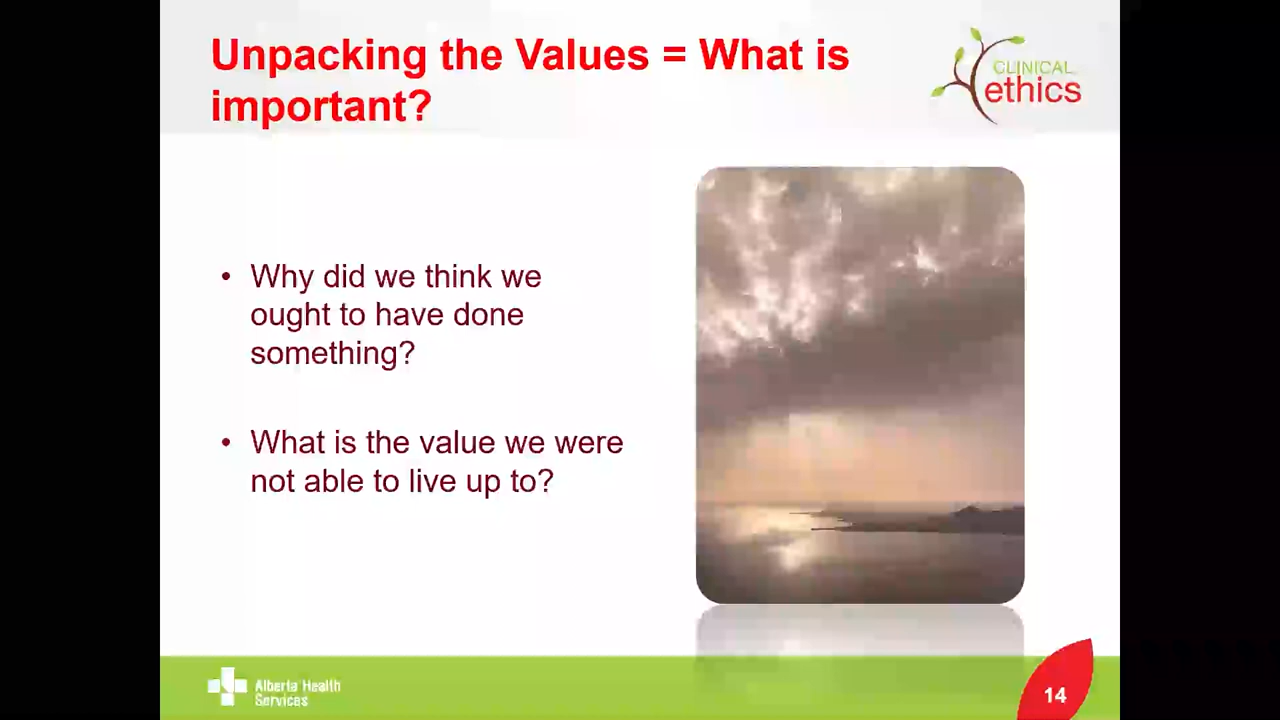 Unpacking the Values = What is
important?
CLINICAL
ethics
• Why did we think we
ought to have done
something?
• What is the value we were
not able to live up to?
Alberta Health
Services
14